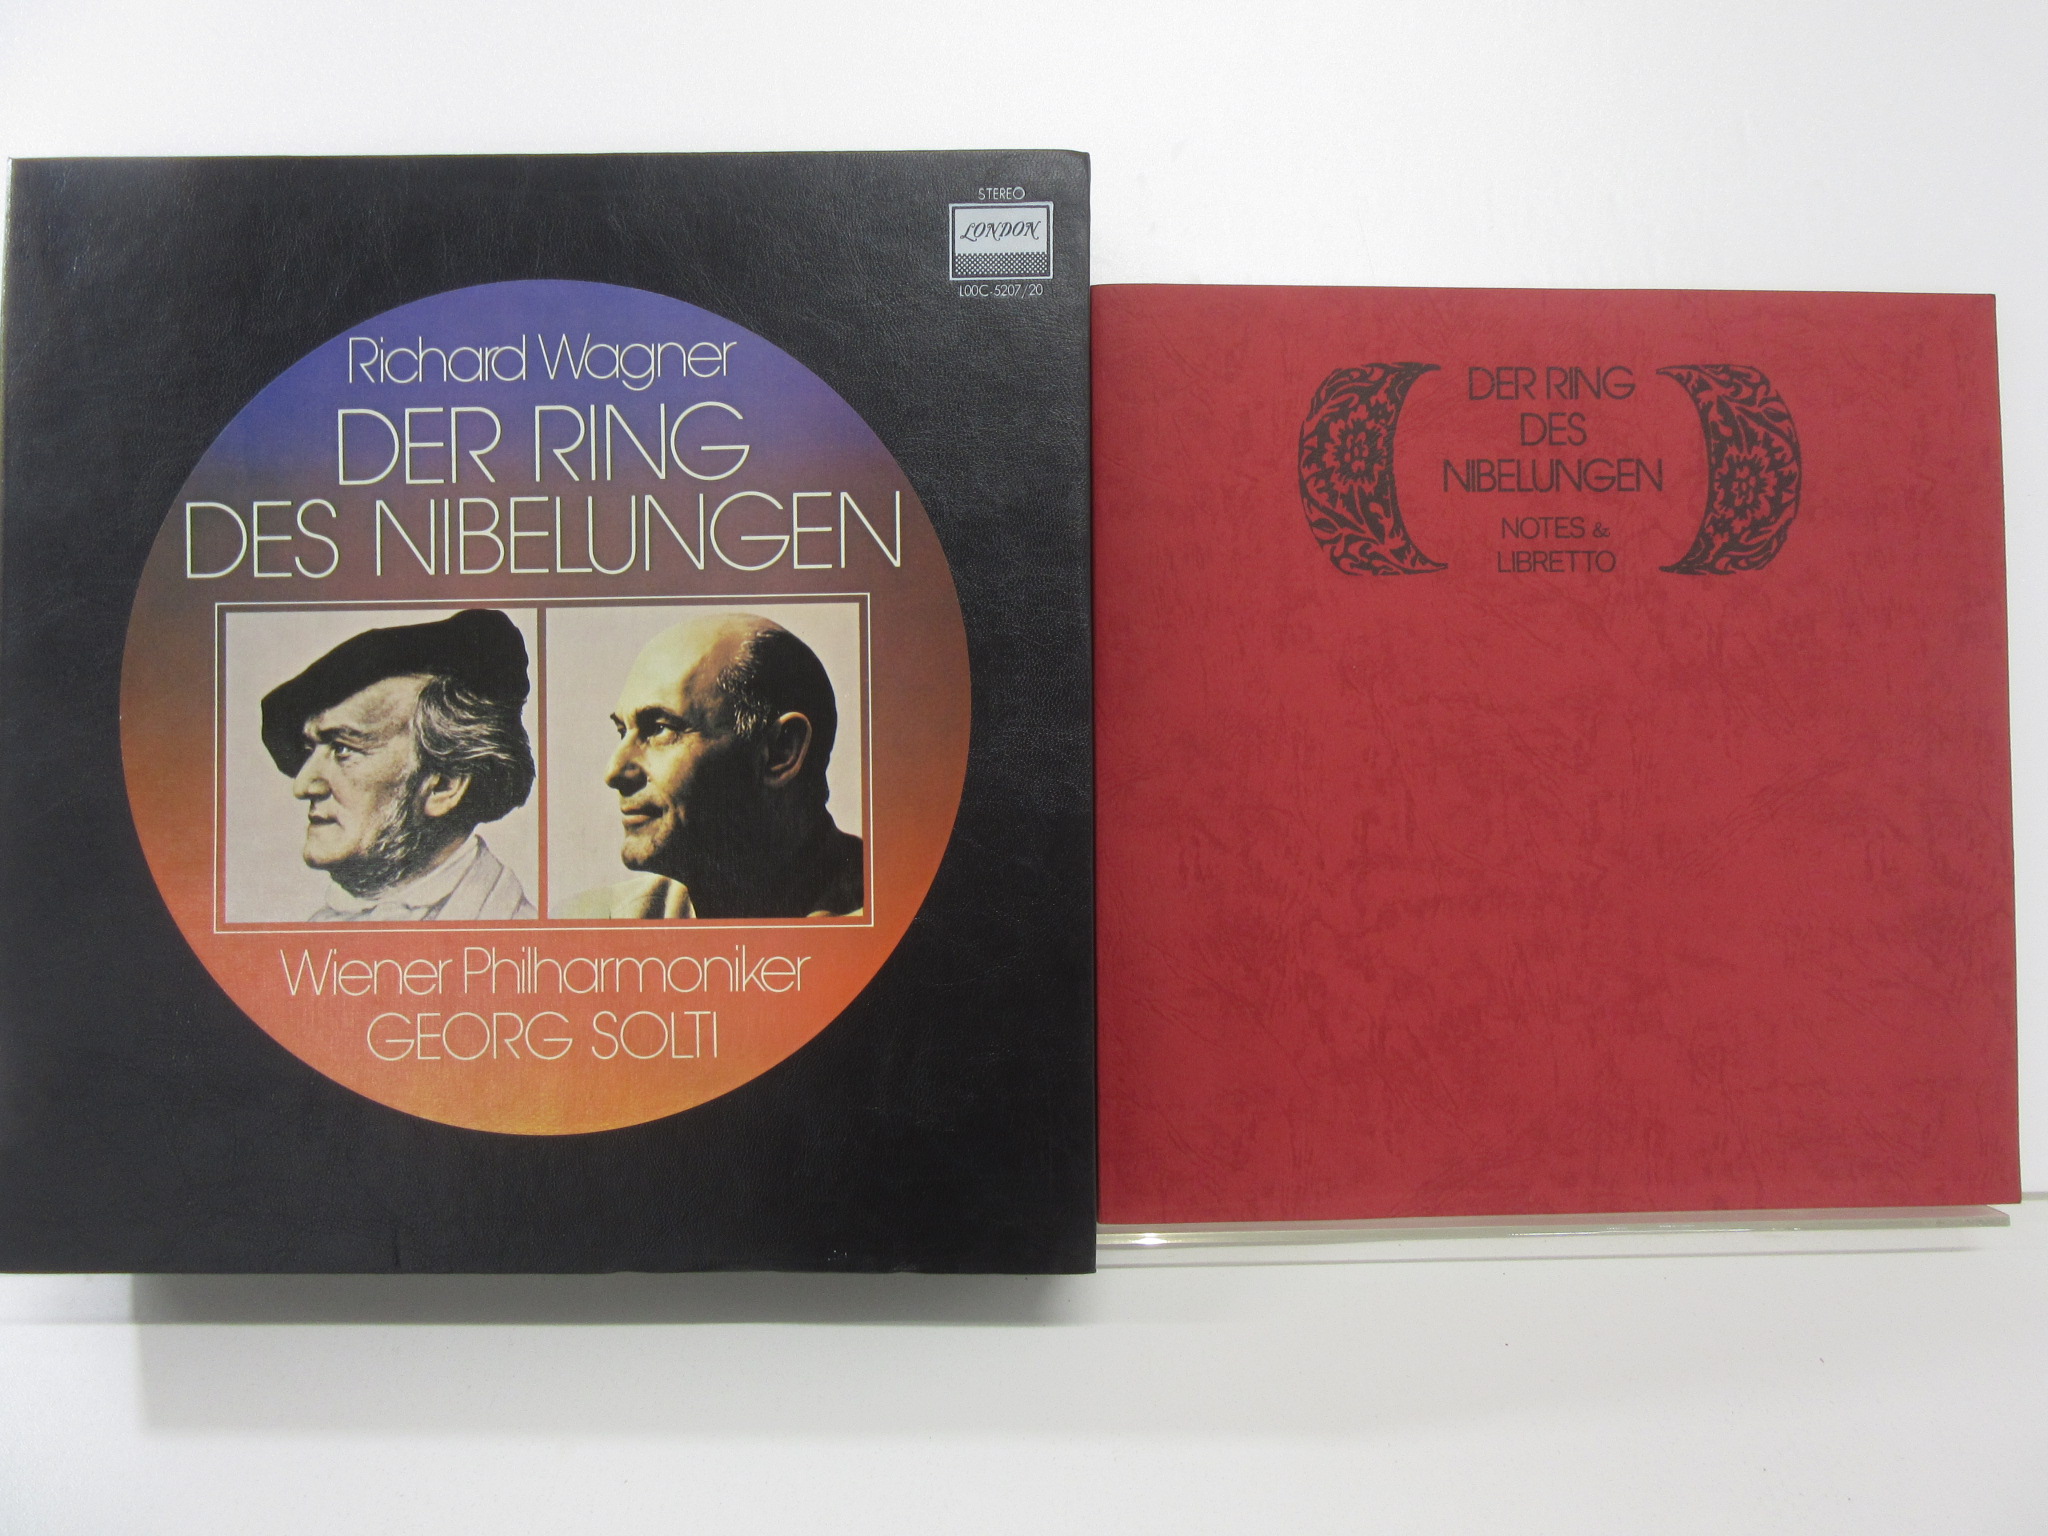 STEREO
LONDON
L00C-5207/20
Richard Wagner
DER RING
DES NIBELUNGEN
Wiener Philharmoniker
GEORG SOLTI
DER RING
DES
NIBELUNGEN
NOTES &
LIBRETTO